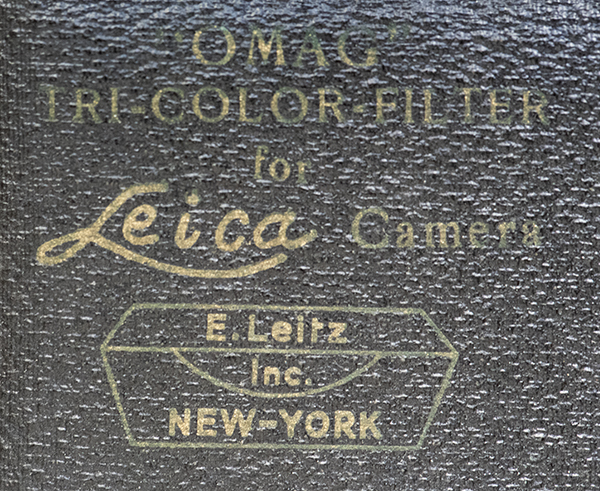 "OMAG"
TRI-COLOR-FILTER
for
Leica Camera
E. Leitz
Inc.
NEW-YORK